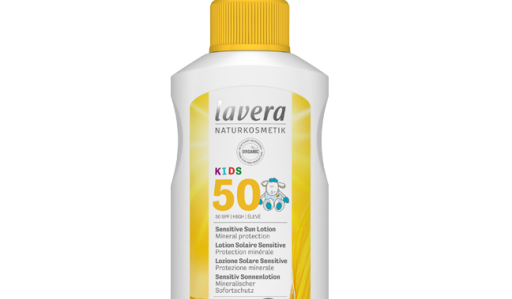 lavera
NATURKOSMETIK
ORGANIC
KIDS
50
50 SPF | HIGH | ÉLEVÉ
Sensitive Sun Lotion
Mineral protection
Lotion Solaire Sensitive
Protection minérale
Lozione Solare Sensitive
Protezione minerale
Sensitiv Sonnenlotion
Mineralischer
Sofortschutz